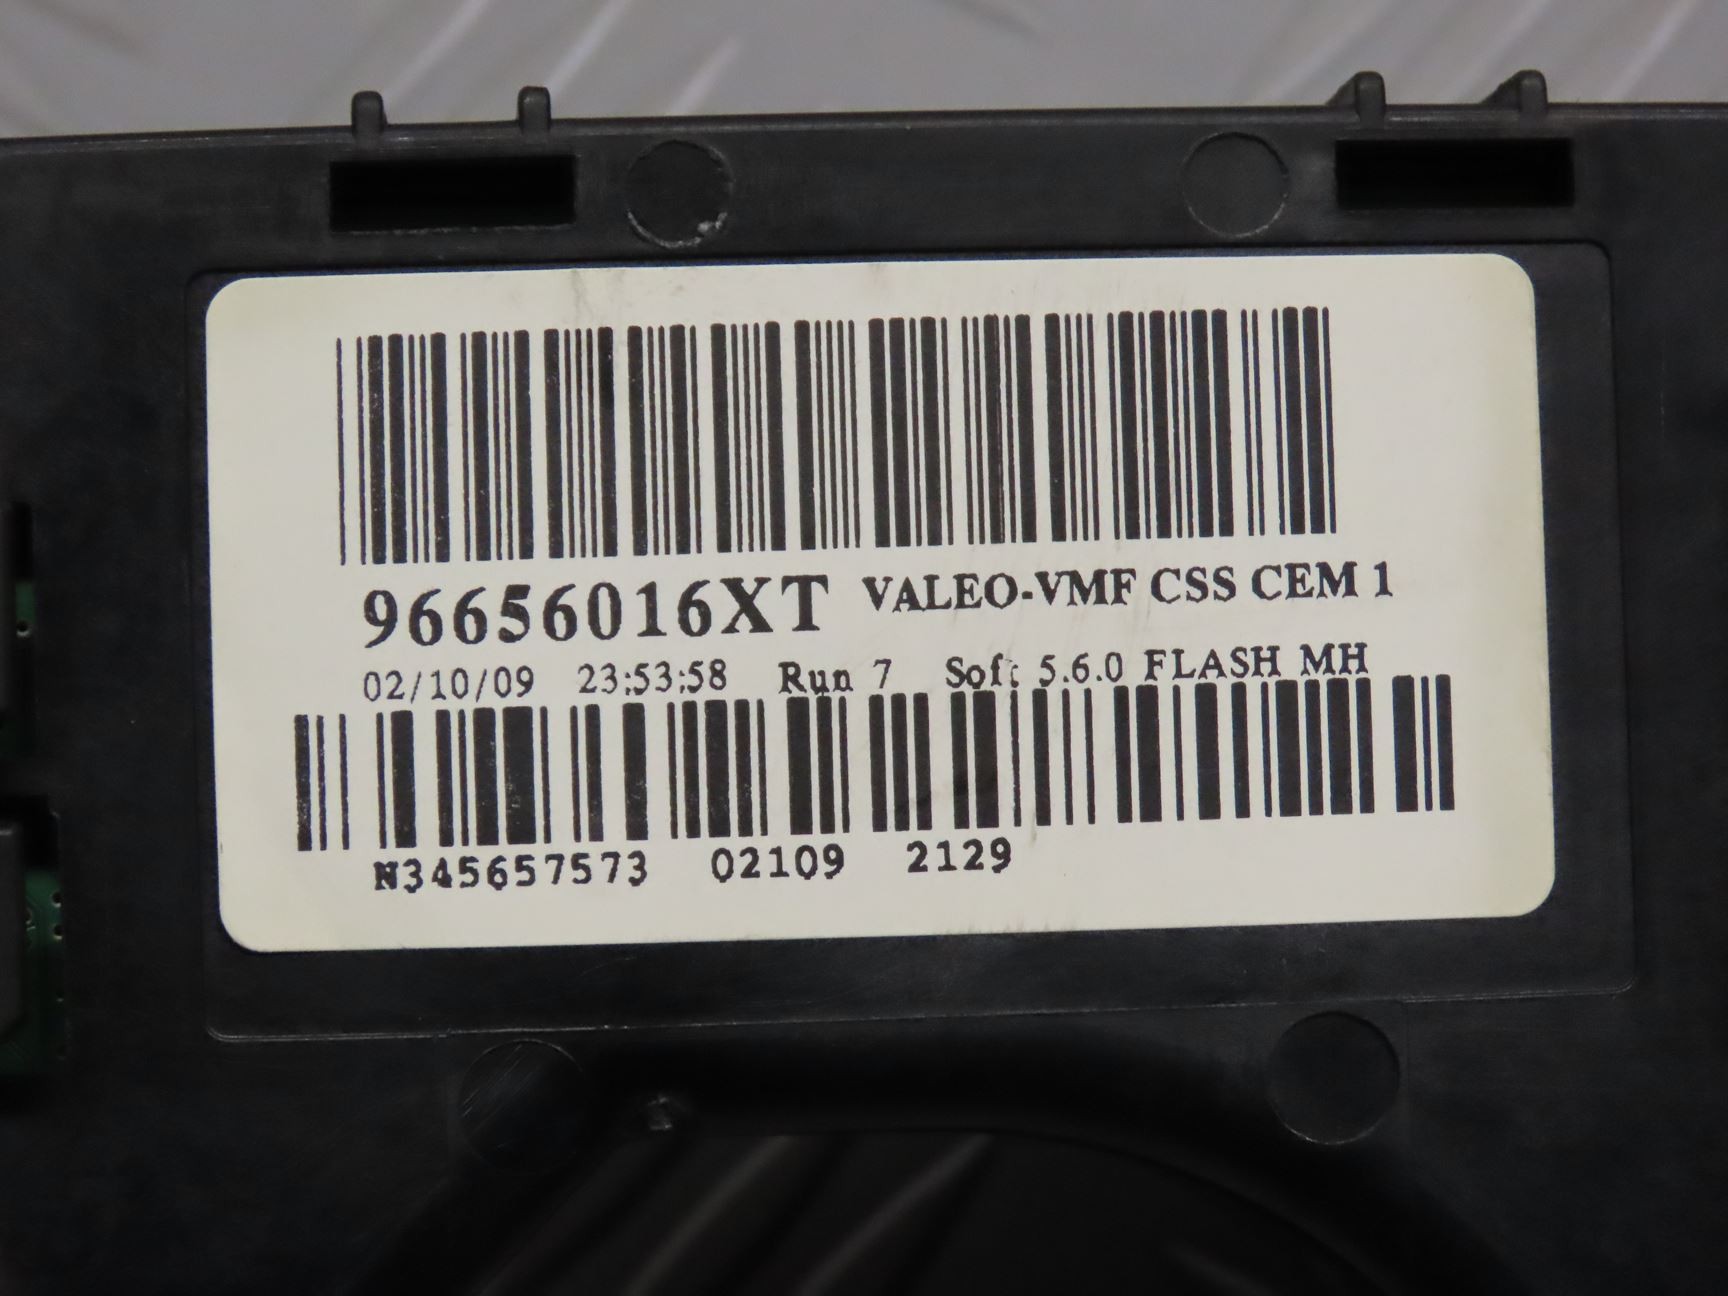 96656016XT VALEO-VMF CSS CEM 1
02/10/09 23:53:58 Run 7 Sof: 5.6.0 FLASH MH
N345657573 02109 2129